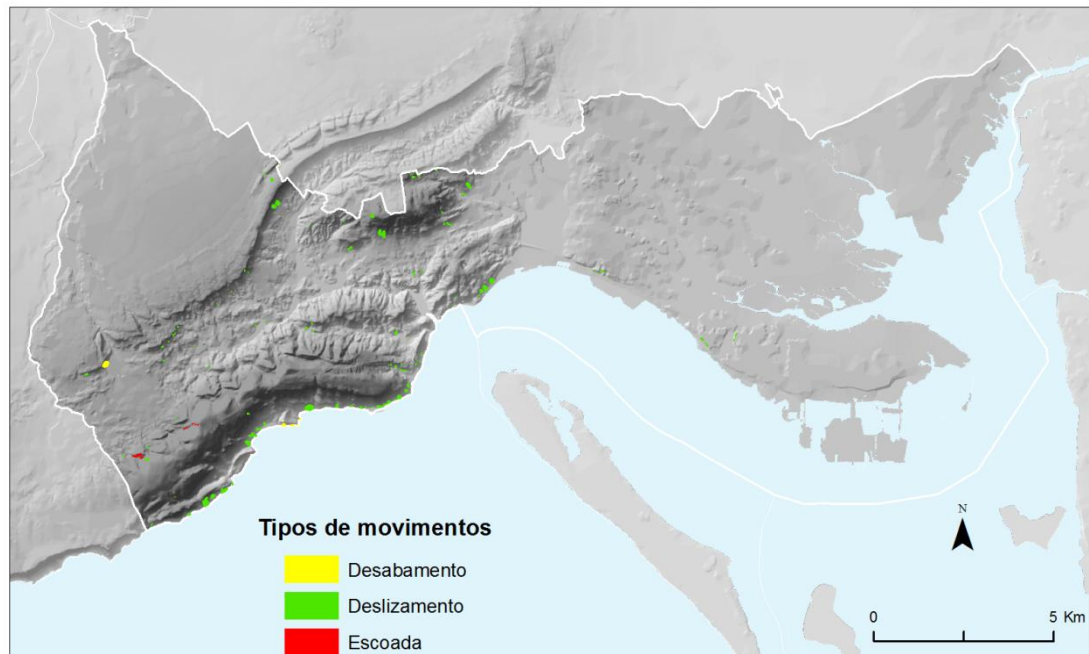 Tipos de movimentos
Desabamento
Deslizamento
Escoada
N
0 5 Km